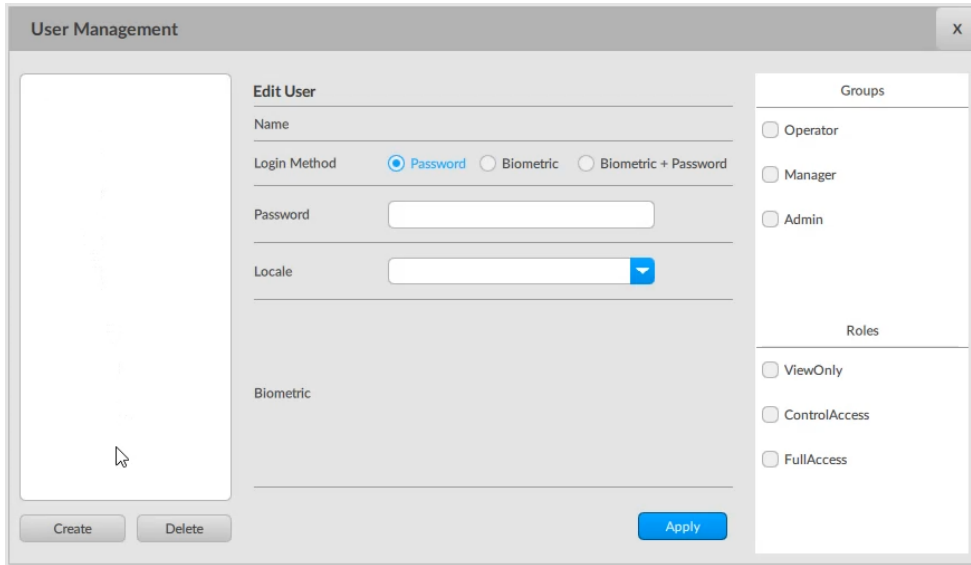 User Management
X
Edit User
Name
Login Method Password Biometric Biometric + Password
Password
Locale
Biometric
Create Delete Apply
Groups
Operator
Manager
Admin
Roles
ViewOnly
ControlAccess
FullAccess